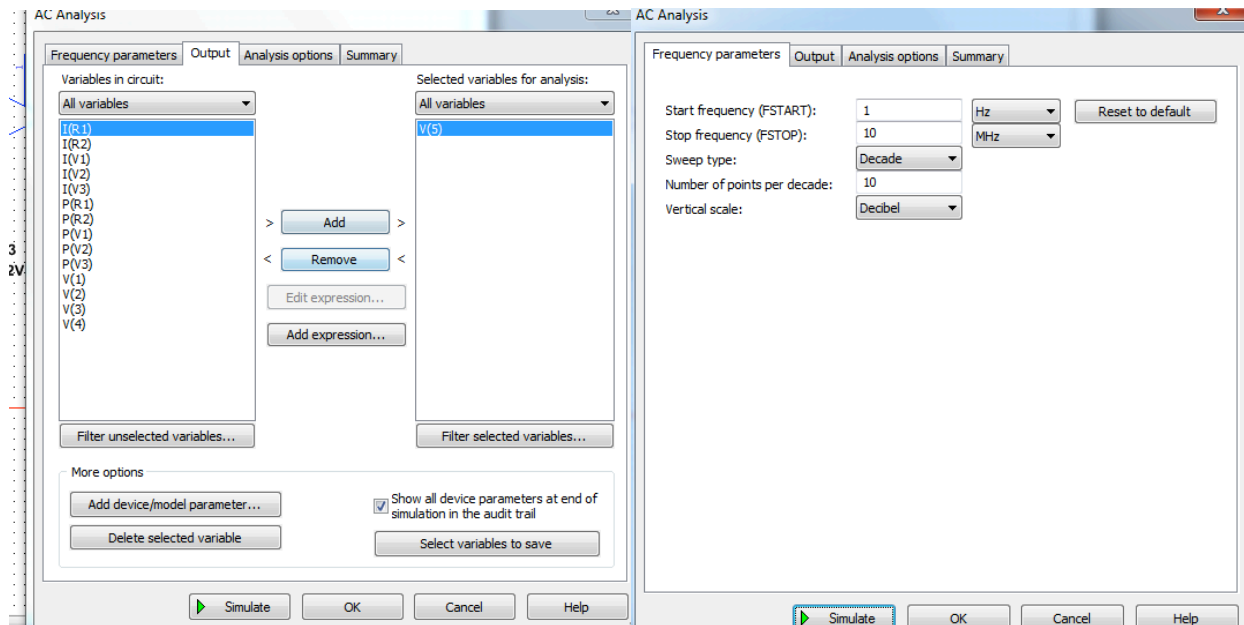 AC Analysis
Frequency parameters
Output
Analysis options
Summary
Variables in circuit:
All variables
I(R1)
I(R2)
I(V1)
I(V2)
I(V3)
P(R1)
P(R2)
P(V1)
P(V2)
P(V3)
V(1)
V(2)
V(3)
V(4)
Filter unselected variables...
> Add >
< Remove <
Edit expression...
Add expression...
Selected variables for analysis:
All variables
V(5)
Filter selected variables...
More options
Add device/model parameter...
Delete selected variable
Show all device parameters at end of
simulation in the audit trail
Select variables to save
Simulate
OK
Cancel
Help
3
2V
AC Analysis
Frequency parameters
Output
Analysis options
Summary
Start frequency (FSTART): 1 Hz
Reset to default
Stop frequency (FSTOP): 10 MHz
Sweep type: Decade
Number of points per decade: 10
Vertical scale: Decibel
Simulate
OK
Cancel
Help